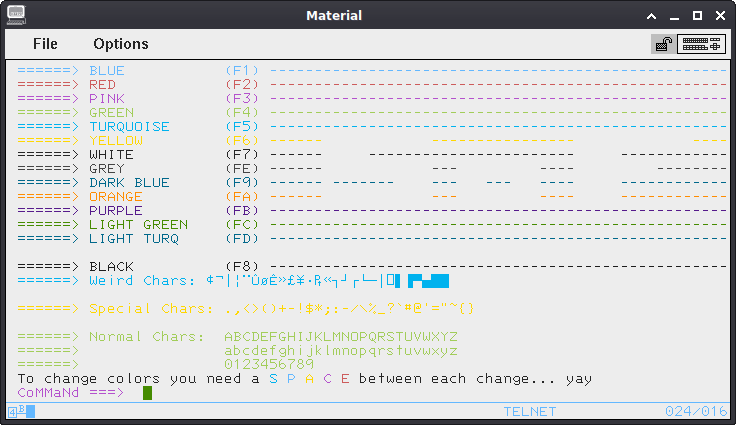 Material
File Options
======> BLUE (F1) ------------------------------------------------------
======> RED (F2) ------------------------------------------------------
======> PINK (F3) ------------------------------------------------------
======> GREEN (F4) ------------------------------------------------------
======> TURQUOISE (F5) ------------------------------------------------------
======> YELLOW (F6) ------ ----------------- ----
======> WHITE (F7) ------ ------------------------ -------------
======> GREY (FE) ------ --- --- ------------
======> DARK BLUE (F9) ------ ------- --- --- --- ------------
======> ORANGE (FA) ------ --- --- ----
======> PURPLE (FB) ------------------------------------------------------
======> LIGHT GREEN (FC) ------------------------------------------------------
======> LIGHT TURQ (FD) ------------------------------------------------------
======> BLACK (F8) ------------------------------------------------------
======> Weird Chars: ¢¬|¦¨ÙøÊ»£¥·₧«┐┘┌└─│
======> Special Chars: .,<>()+-!$*;:-/\%_?`#@'="~{}
======> Normal Chars: ABCDEFGHIJKLMNOPQRSTUVWXYZ
======> abcdefghijklmnopqrstuvwxyz
======> 0123456789
To change colors you need a S P A C E between each change... yay
CoMMaNd ===>
4B TELNET 024/016